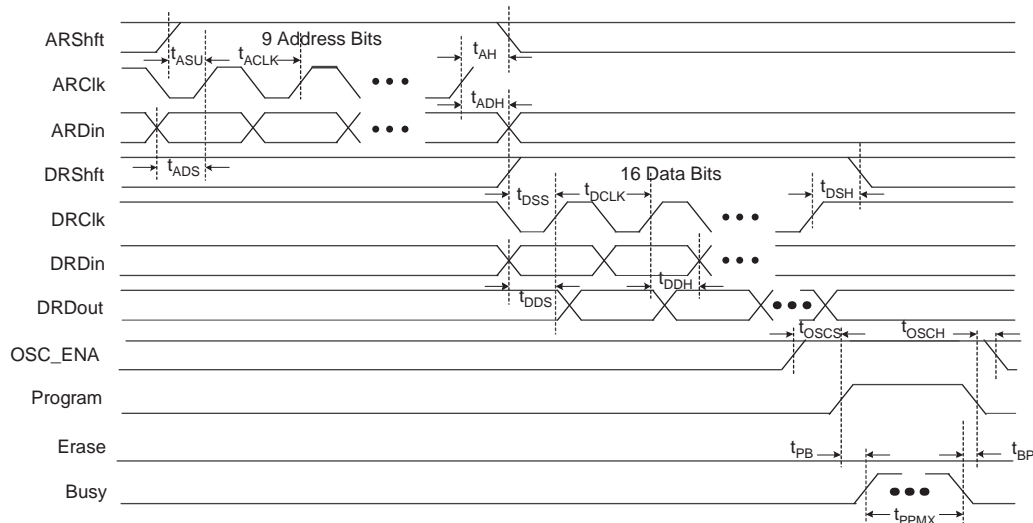 ARShft
9 Address Bits
tASU
tACLK
tAH
ARClk
tADH
ARDin
tADS
DRShft
16 Data Bits
tDSS
tDCLK
tDSH
DRClk
DRDin
tDDS
tDDH
DRDout
tOSCS
tOSCH
OSC_ENA
Program
Erase
tPB
tBP
Busy
tPPMX